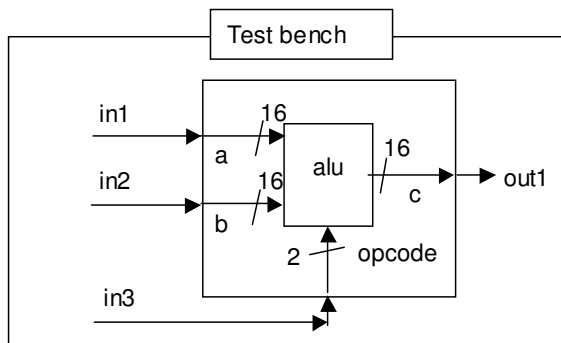 Test bench
in1
16
a
in2
16
b
alu
16
c
out1
2
opcode
in3